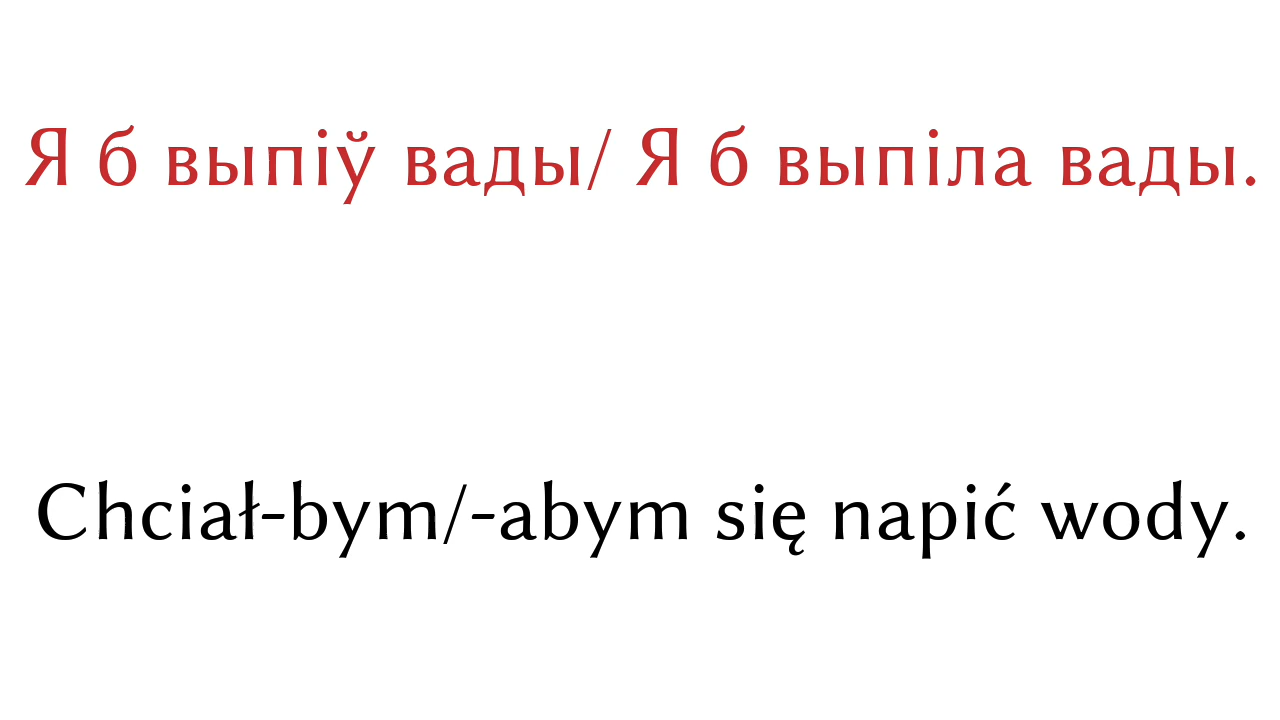 Я б выпіў вады/ Я б выпіла вады.
Chciał-bym/-abym się napić wody.